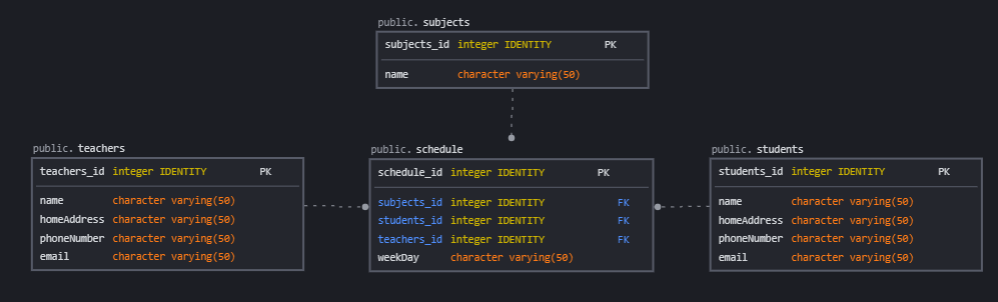 public. subjects
subjects_id integer IDENTITY PK
name character varying(50)
public. teachers
teachers_id integer IDENTITY PK
name character varying(50)
homeAddress character varying(50)
phoneNumber character varying(50)
email character varying(50)
public. schedule
schedule_id integer IDENTITY PK
subjects_id integer IDENTITY FK
students_id integer IDENTITY FK
teachers_id integer IDENTITY FK
weekDay character varying(50)
public. students
students_id integer IDENTITY PK
name character varying(50)
homeAddress character varying(50)
phoneNumber character varying(50)
email character varying(50)